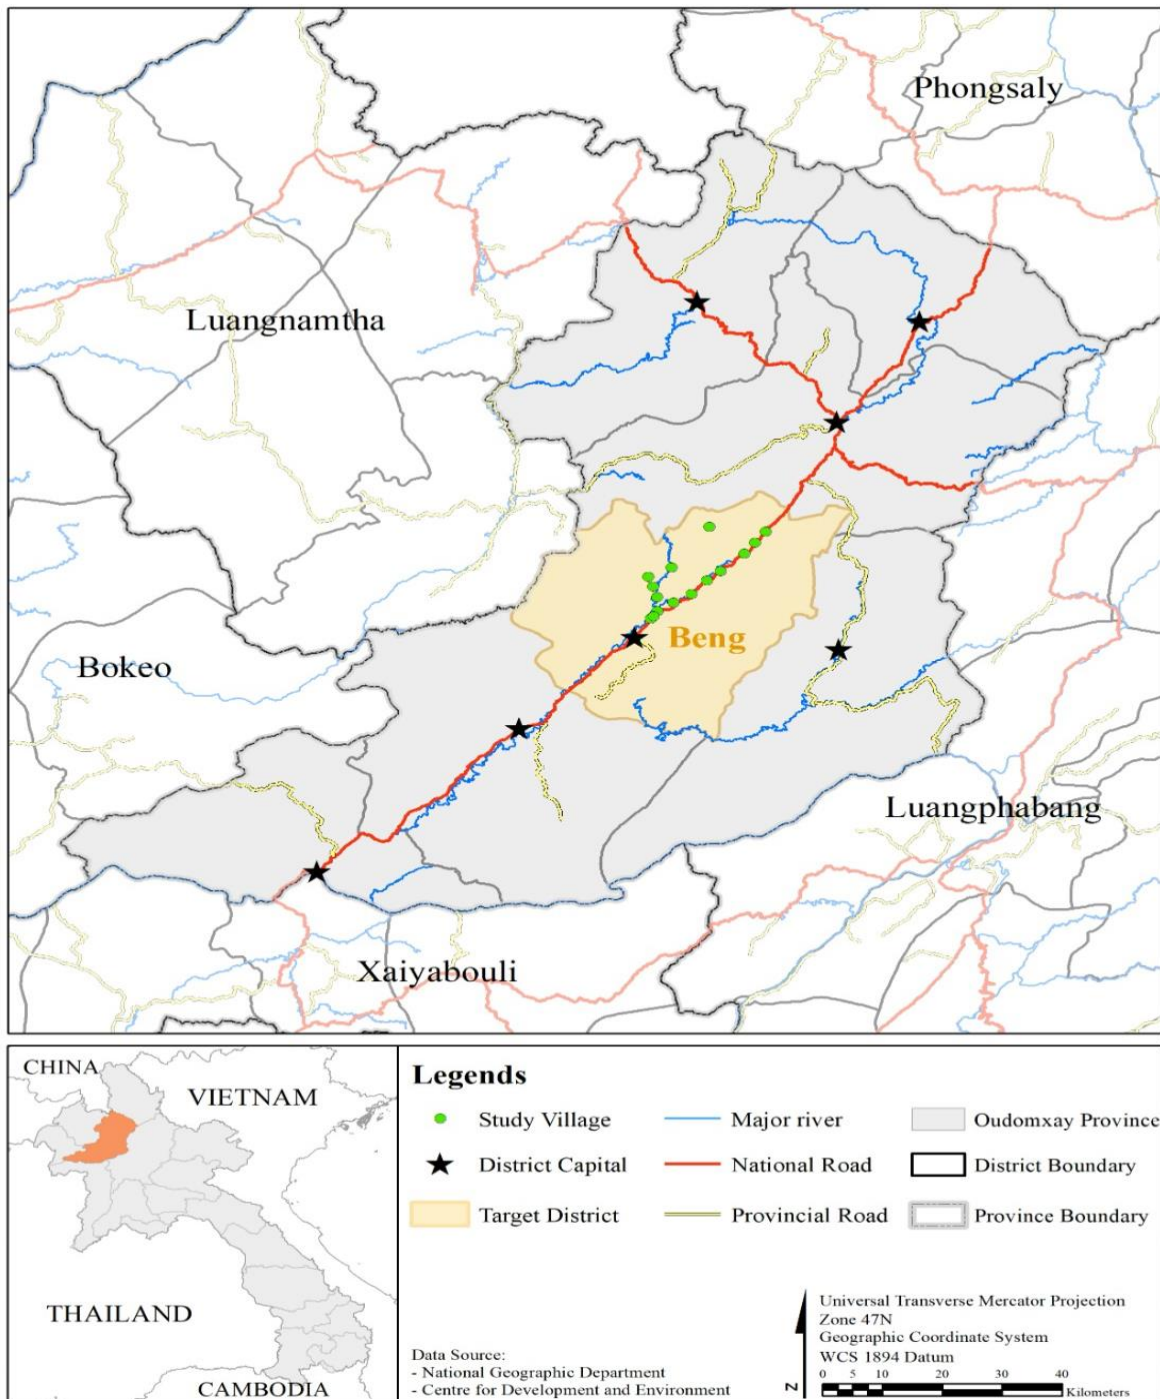 Phongsaly
Luangnamtha
Bokeo
Beng
Luangphabang
Xaiyabouli
CHINA
VIETNAM
THAILAND
CAMBODIA
Legends
Study Village
Major river
Oudomxay Province
District Capital
National Road
District Boundary
Target District
Provincial Road
Province Boundary
Data Source:
- National Geographic Department
- Centre for Development and Environment
Z
Universal Transverse Mercator Projection
Zone 47N
Geographic Coordinate System
WCS 1894 Datum
0 5 10 20 30 40
Kilometers